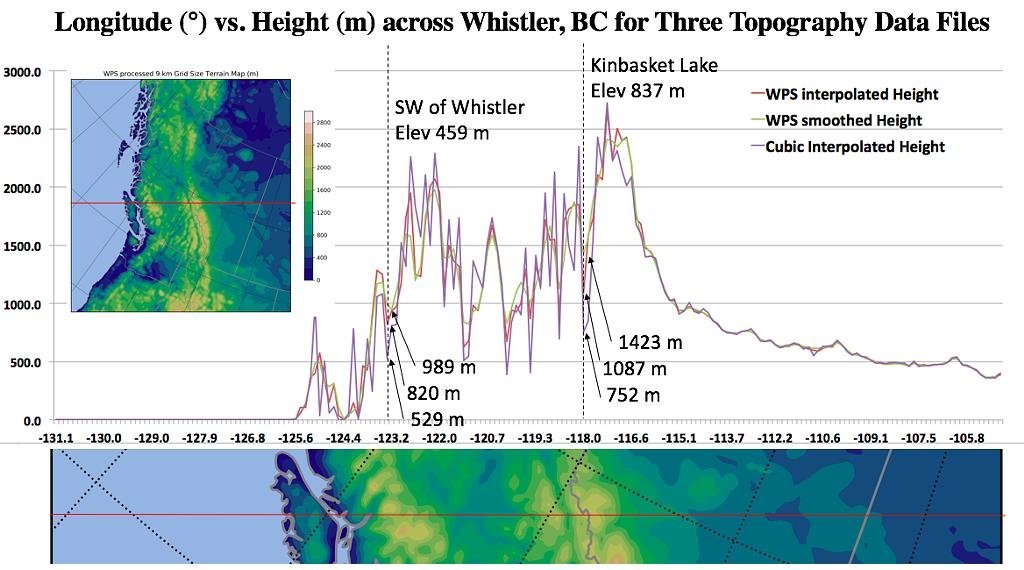 Longitude (°) vs. Height (m) across Whistler, BC for Three Topography Data Files
3000.0
2500.0
2000.0
1500.0
1000.0
500.0
0.0
WPS processed 9 km Grid Size Terrain Map (m)
2800
2400
2000
1600
1200
800
400
0
SW of Whistler
Elev 459 m
Kinbasket Lake
Elev 837 m
WPS interpolated Height
WPS smoothed Height
Cubic Interpolated Height
989 m
820 m
529 m
1423 m
1087 m
752 m
-131.1 -130.0 -129.0 -127.9 -126.8 -125.6 -124.4 -123.2 -122.0 -120.7 -119.3 -118.0 -116.6 -115.1 -113.7 -112.2 -110.6 -109.1 -107.5 -105.8